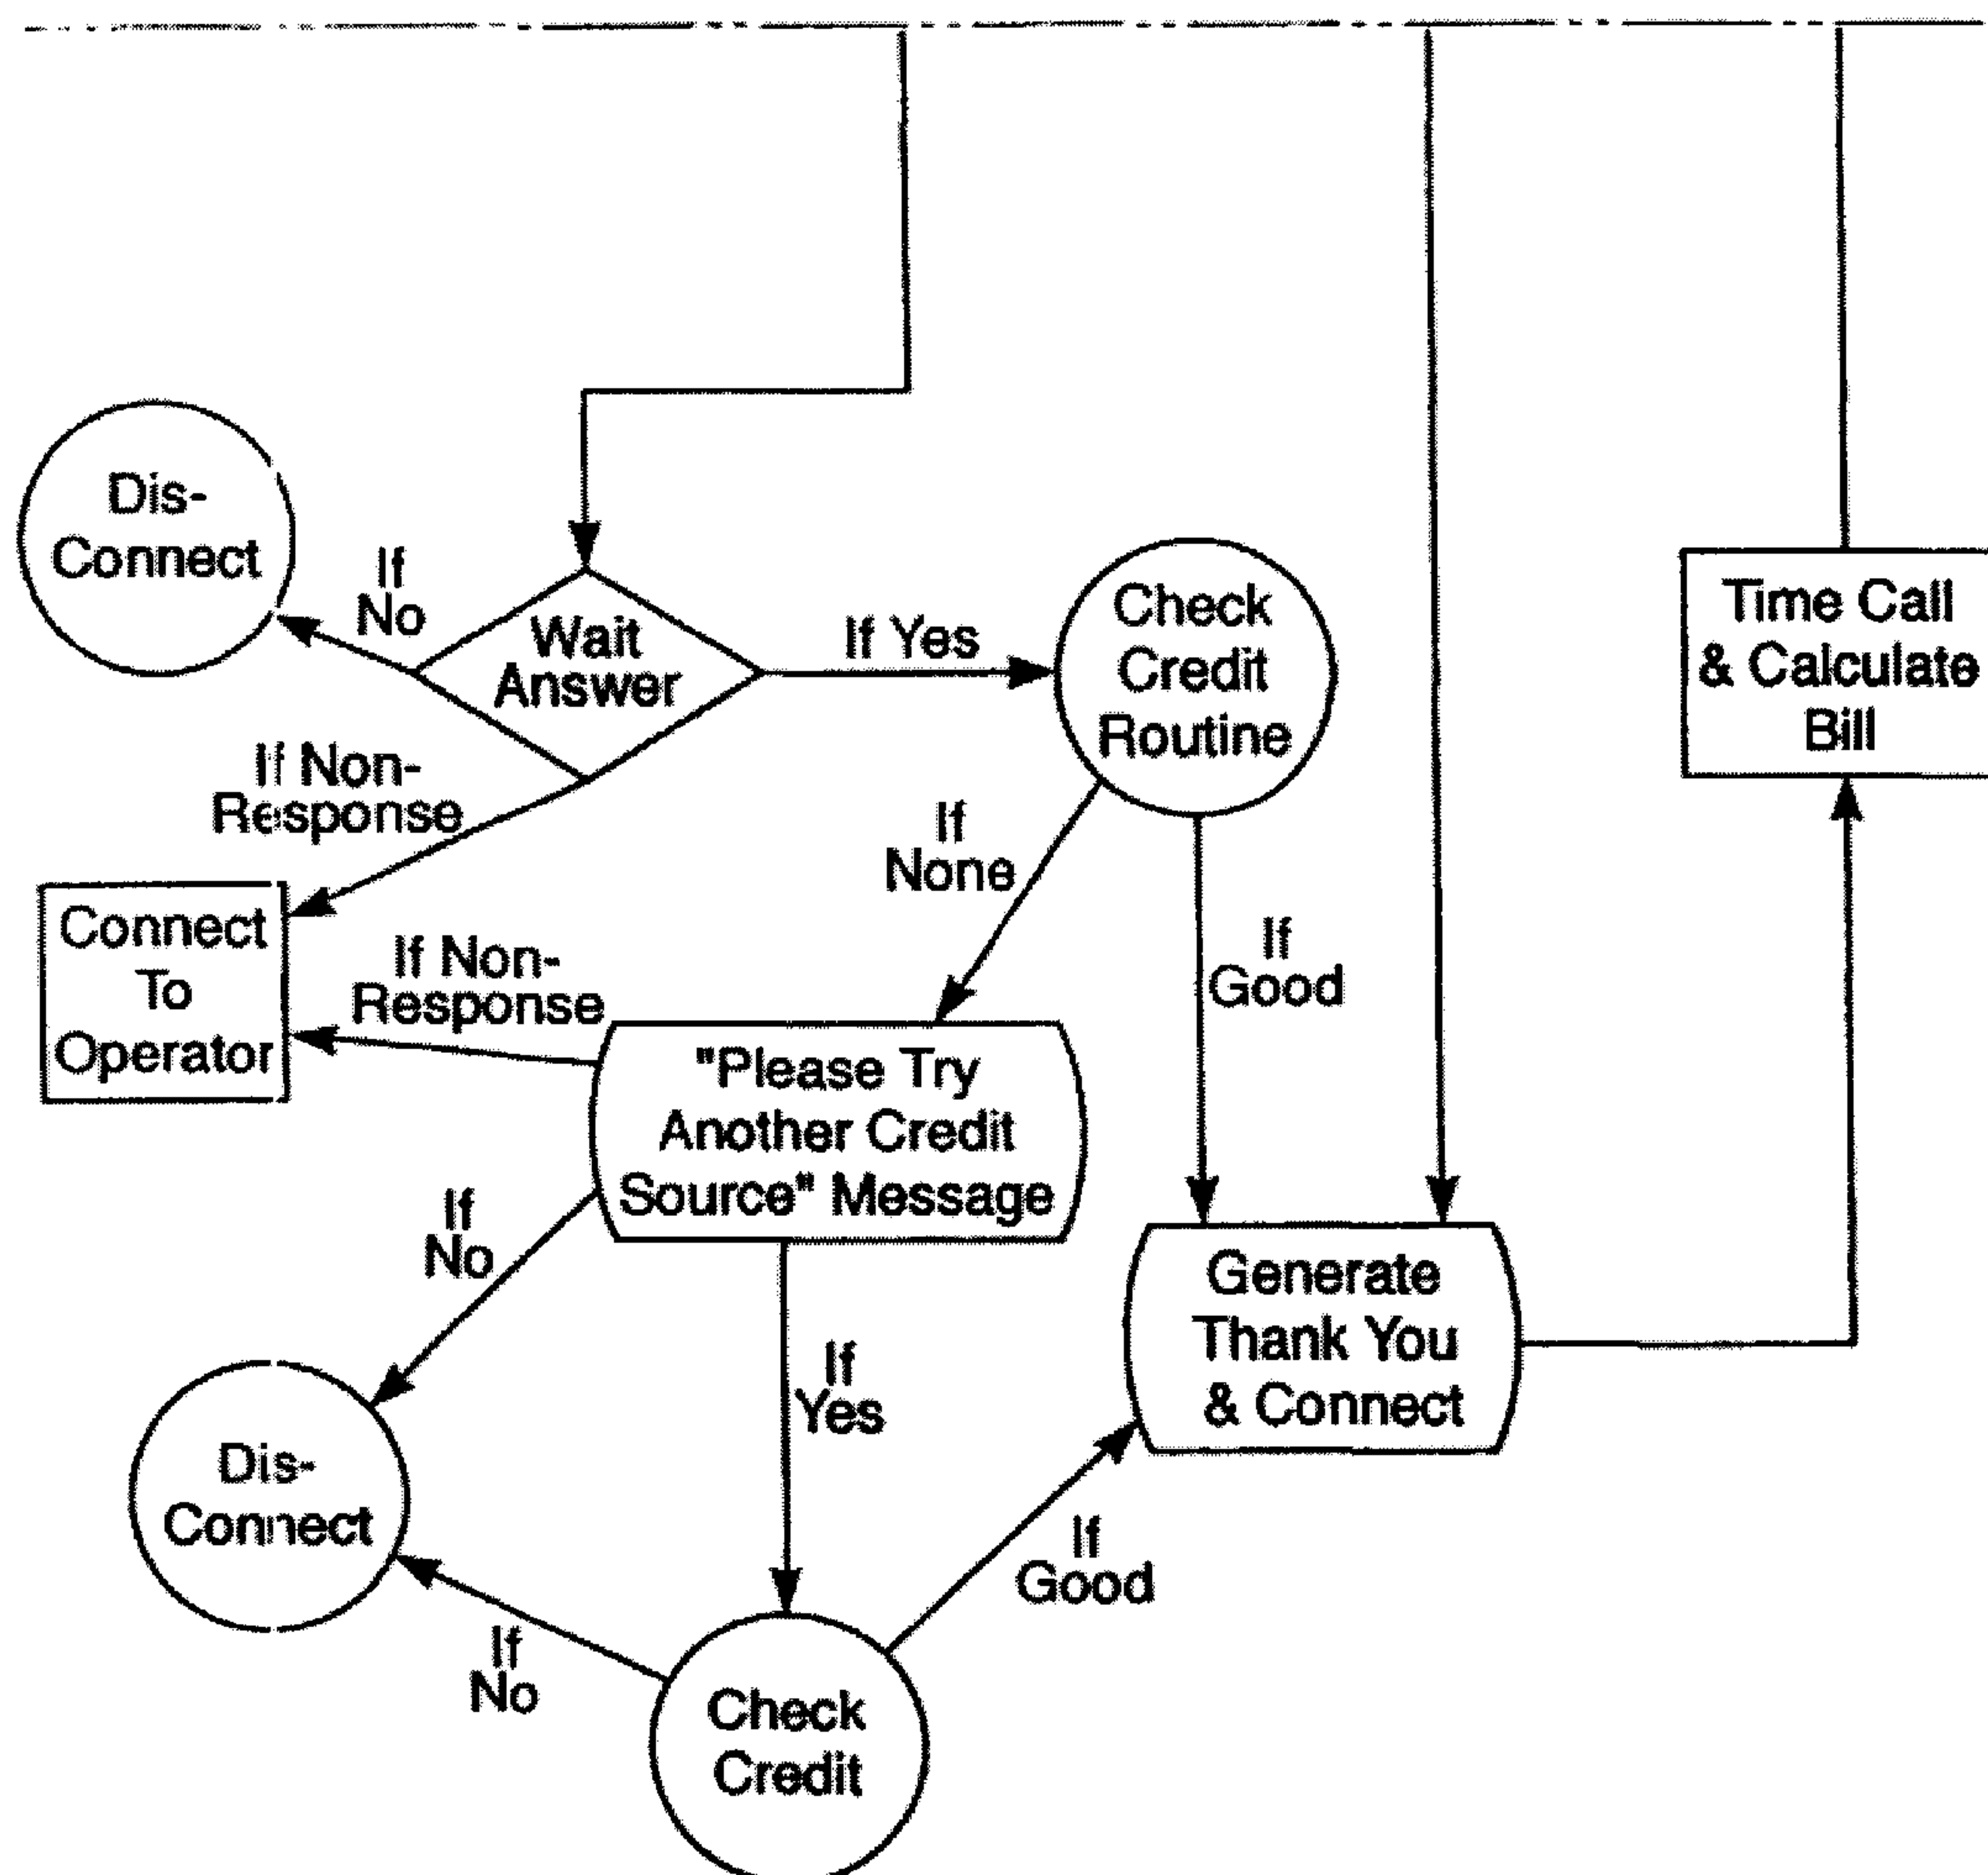 Dis-
Connect
If
No
Wait
Answer
If Yes
Check
Credit
Routine
Time Call
& Calculate
Bill
If Non-
Response
If
None
If
Good
Connect
To
Operator
If Non-
Response
"Please Try
Another Credit
Source" Message
If
No
If
Yes
Generate
Thank You
& Connect
Dis-
Connect
If
No
If
Good
Check
Credit